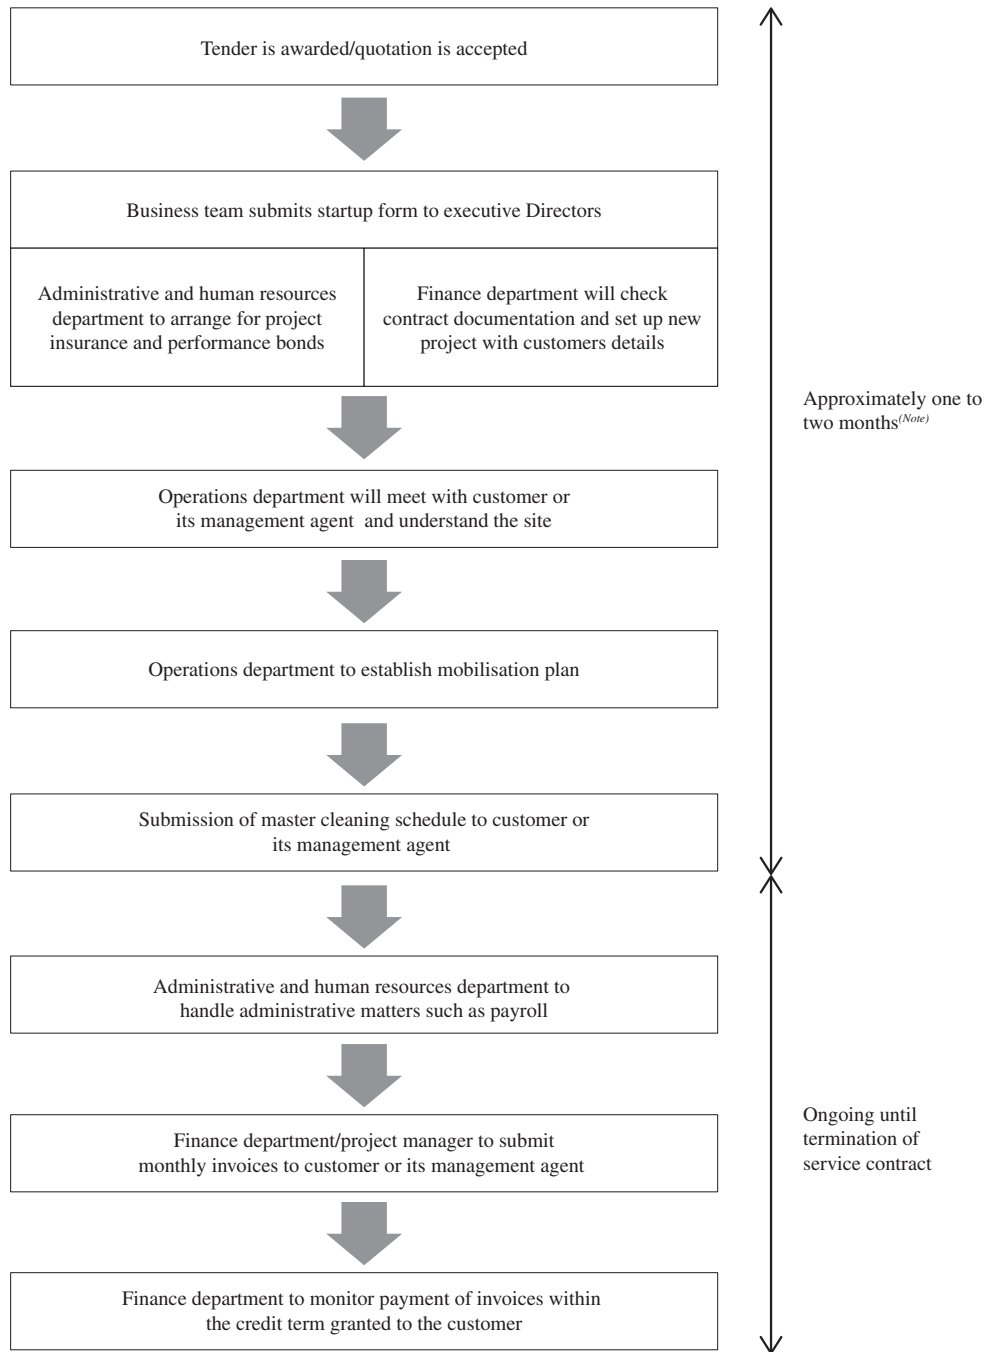 Tender is awarded/quotation is accepted
Business team submits startup form to executive Directors
Administrative and human resources
department to arrange for project
insurance and performance bonds
Finance department will check
contract documentation and set up new
project with customers details
Approximately one to
two months(Note)
Operations department will meet with customer or
its management agent and understand the site
Operations department to establish mobilisation plan
Submission of master cleaning schedule to customer or
its management agent
Administrative and human resources department to
handle administrative matters such as payroll
Finance department/project manager to submit
monthly invoices to customer or its management agent
Ongoing until
termination of
service contract
Finance department to monitor payment of invoices within
the credit term granted to the customer